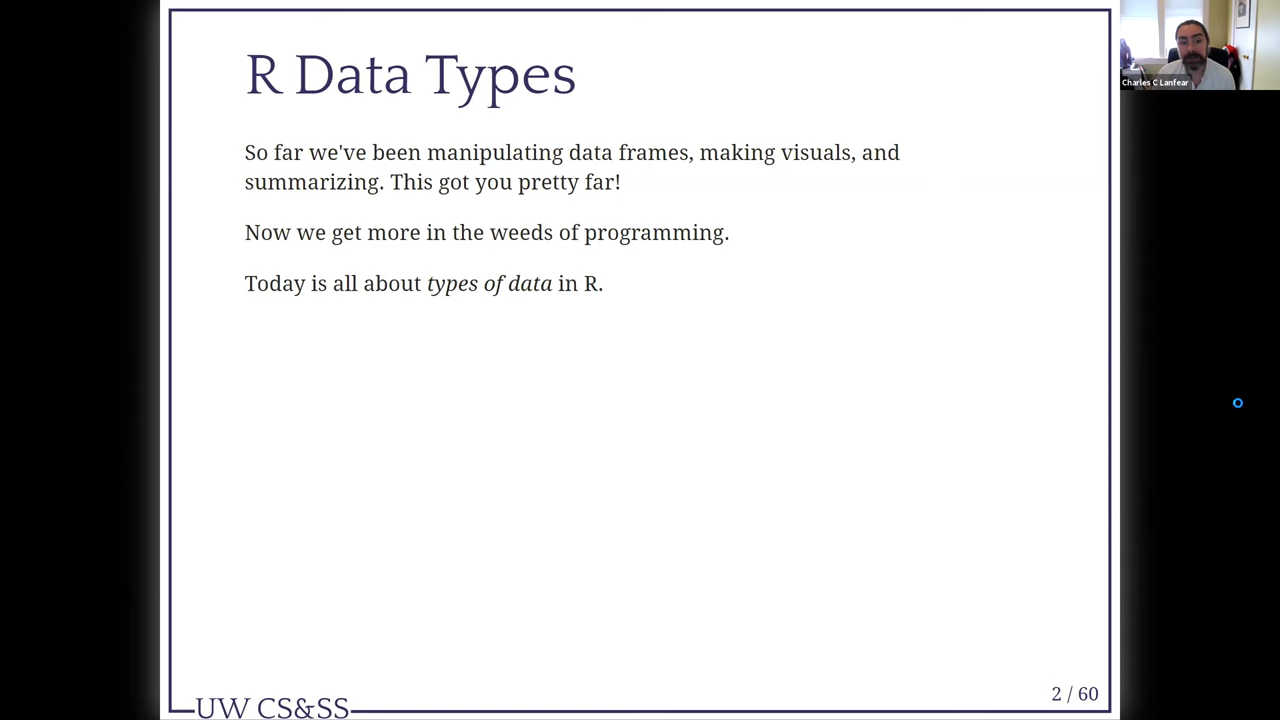 R Data Types
Charles C Lanfear
So far we've been manipulating data frames, making visuals, and
summarizing. This got you pretty far!
Now we get more in the weeds of programming.
Today is all about types of data in R.
2 / 60
UW CS&SS